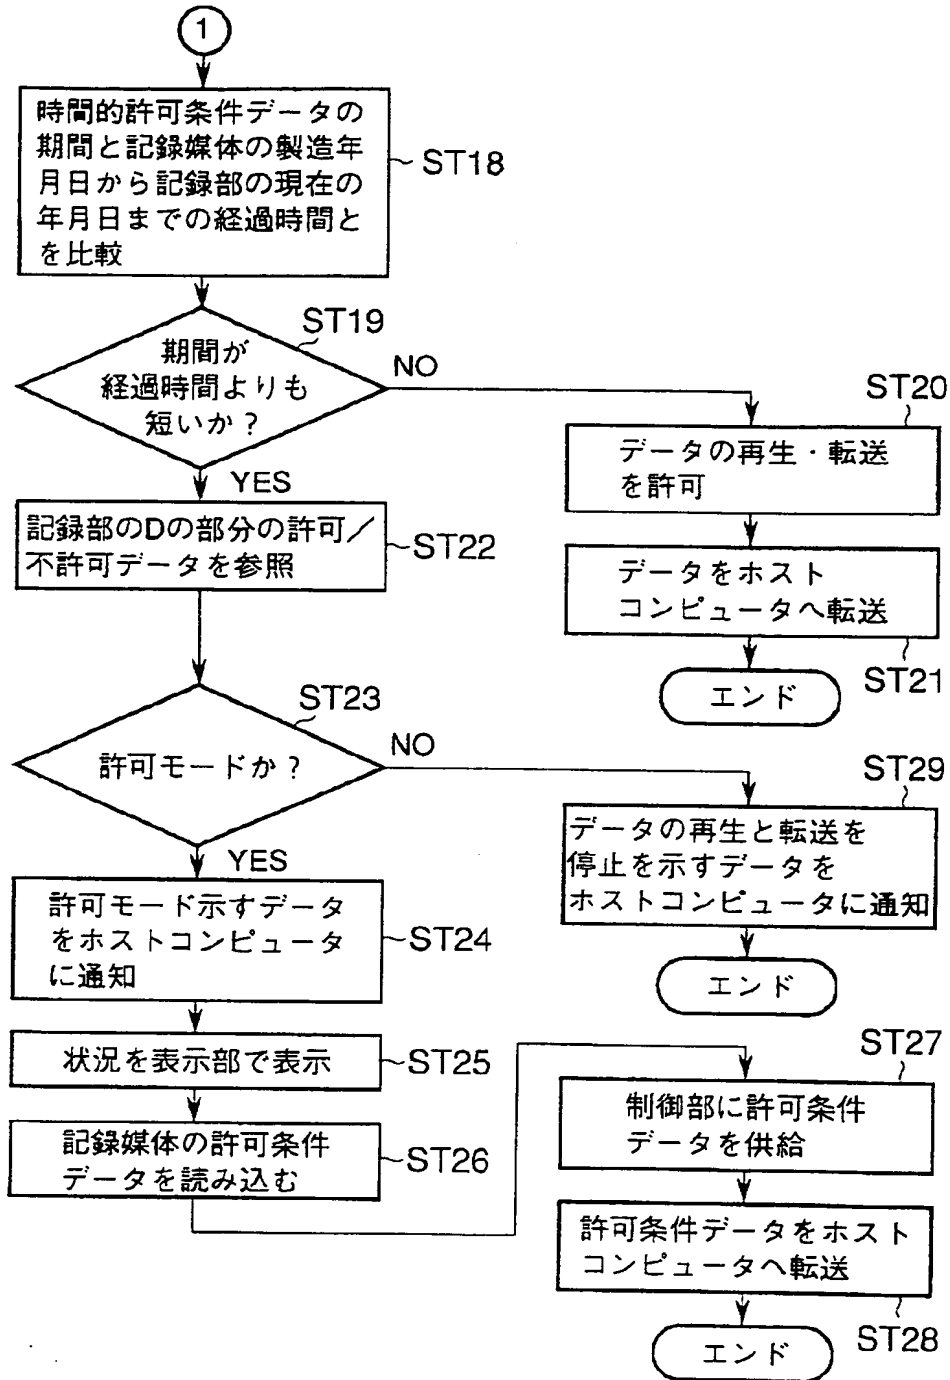 1
時間的許可条件データの
期間と記録媒体の製造年
月日から記録部の現在の
年月日までの経過時間と
を比較
ST18
ST19
期間が
経過時間よりも
短いか？
NO
YES
ST20
データの再生・転送
を許可
データをホスト
コンピュータへ転送
ST21
エンド
記録部のDの部分の許可／
不許可データを参照
ST22
ST23
許可モードか？
NO
YES
ST29
データの再生と転送を
停止を示すデータを
ホストコンピュータに通知
エンド
許可モード示すデータ
をホストコンピュータ
に通知
ST24
状況を表示部で表示
ST25
記録媒体の許可条件
データを読み込む
ST26
ST27
制御部に許可条件
データを供給
許可条件データをホスト
コンピュータへ転送
ST28
エンド